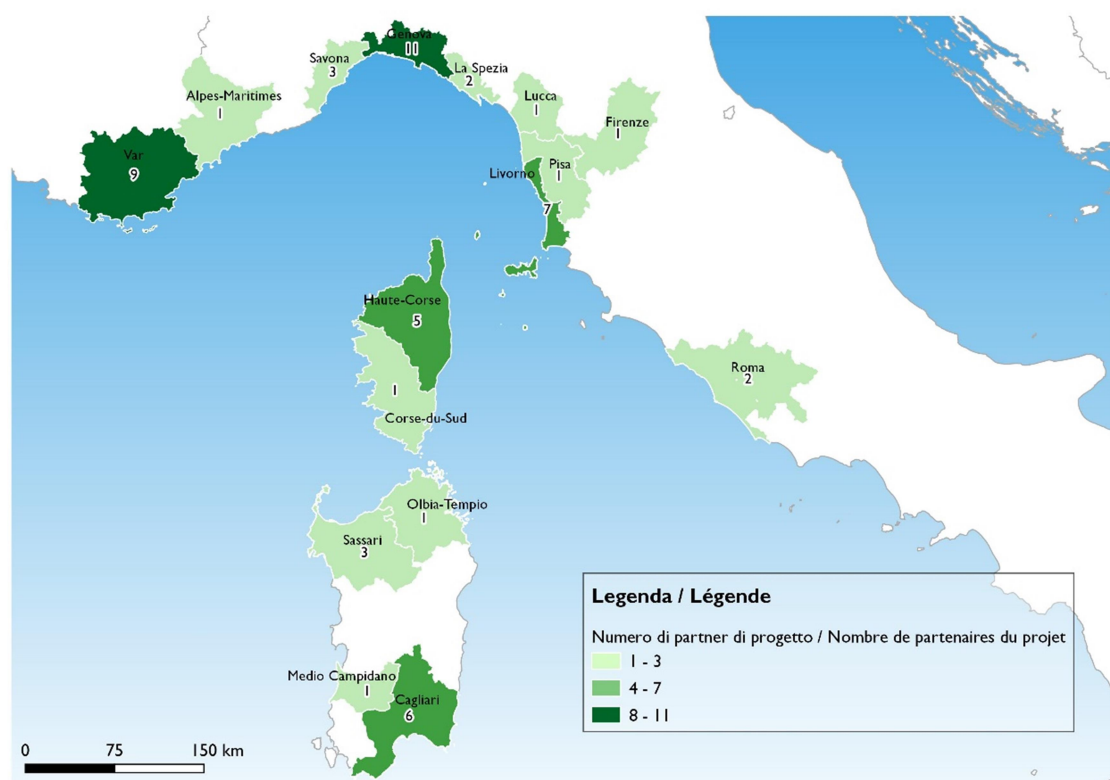 Genova
11
Savona
3
La Spezia
2
Alpes-Maritimes
1
Lucca
1
Firenze
1
Var
9
Pisa
1
Livorno
7
Haute-Corse
5
1
Corse-du-Sud
Roma
2
Olbia-Tempio
1
Sassari
3
Medio Campidano
1
Cagliari
6
Legenda / Légende
Numero di partner di progetto / Nombre de partenaires du projet
1 - 3
4 - 7
8 - 11
0 75 150 km